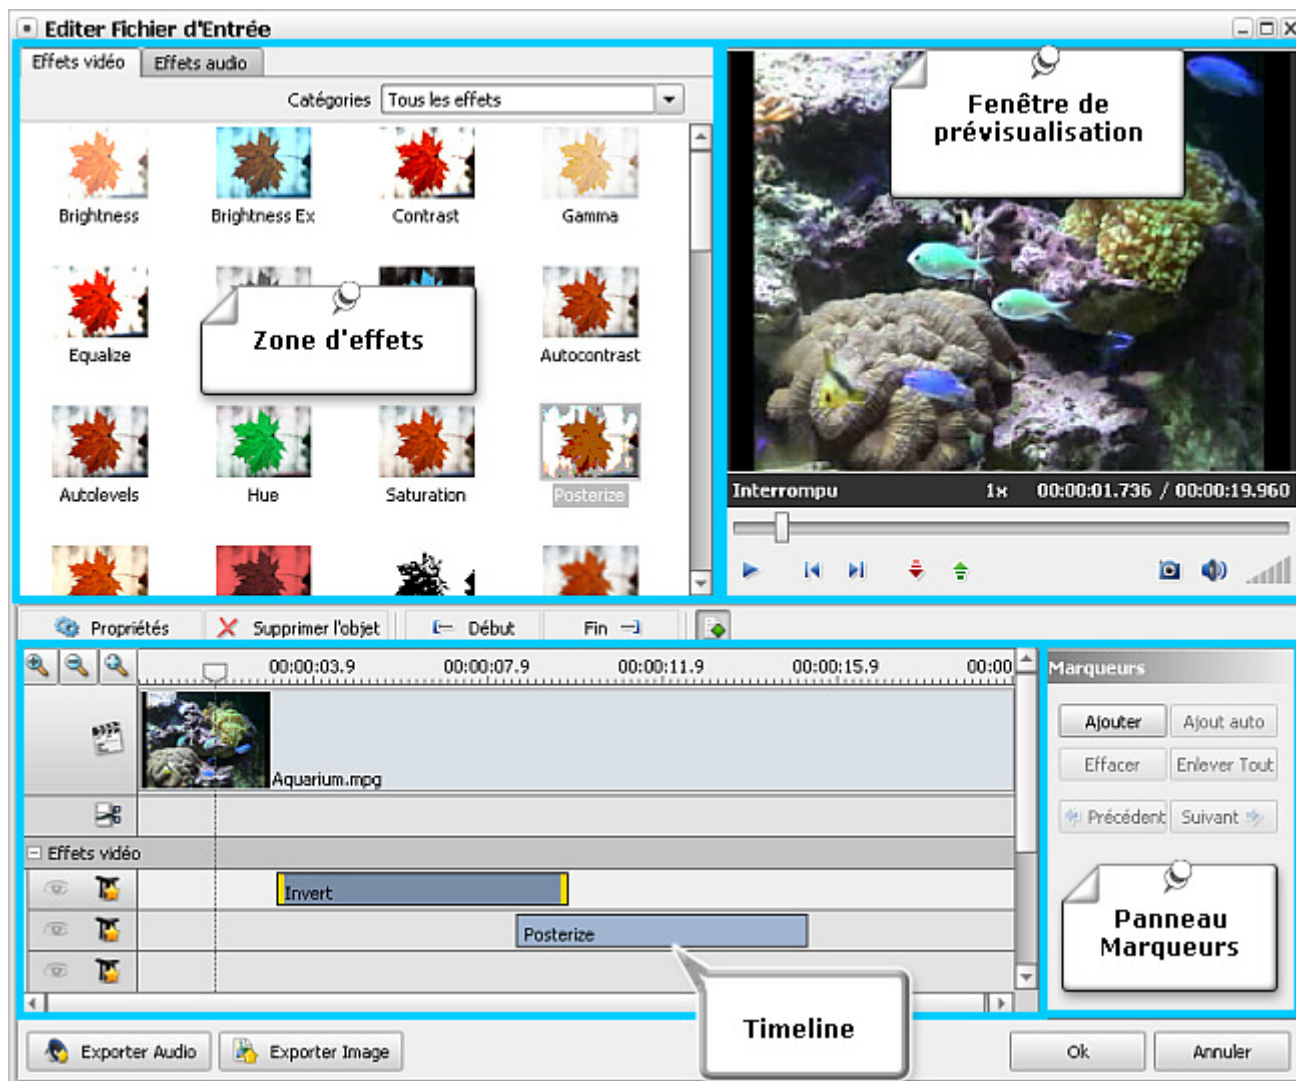 Editer Fichier d'Entrée
Effets vidéo
Effets audio
Catégories
Tous les effets
Brightness
Brightness Ex
Contrast
Gamma
Equalize
Autocontrast
Zone d'effets
Autolevels
Hue
Saturation
Posterize
Fenêtre de
prévisualisation
Interrompu
1x
00:00:01.736 / 00:00:19.960
Propriétés
Supprimer l'objet
Début
Fin
00:00:03.9
00:00:07.9
00:00:11.9
00:00:15.9
00:00
Aquarium.mpg
Effets vidéo
Invert
Posterize
Timeline
Marqueurs
Ajouter
Ajout auto
Effacer
Enlever Tout
Précédent
Suivant
Panneau
Marqueurs
Exporter Audio
Exporter Image
Ok
Annuler